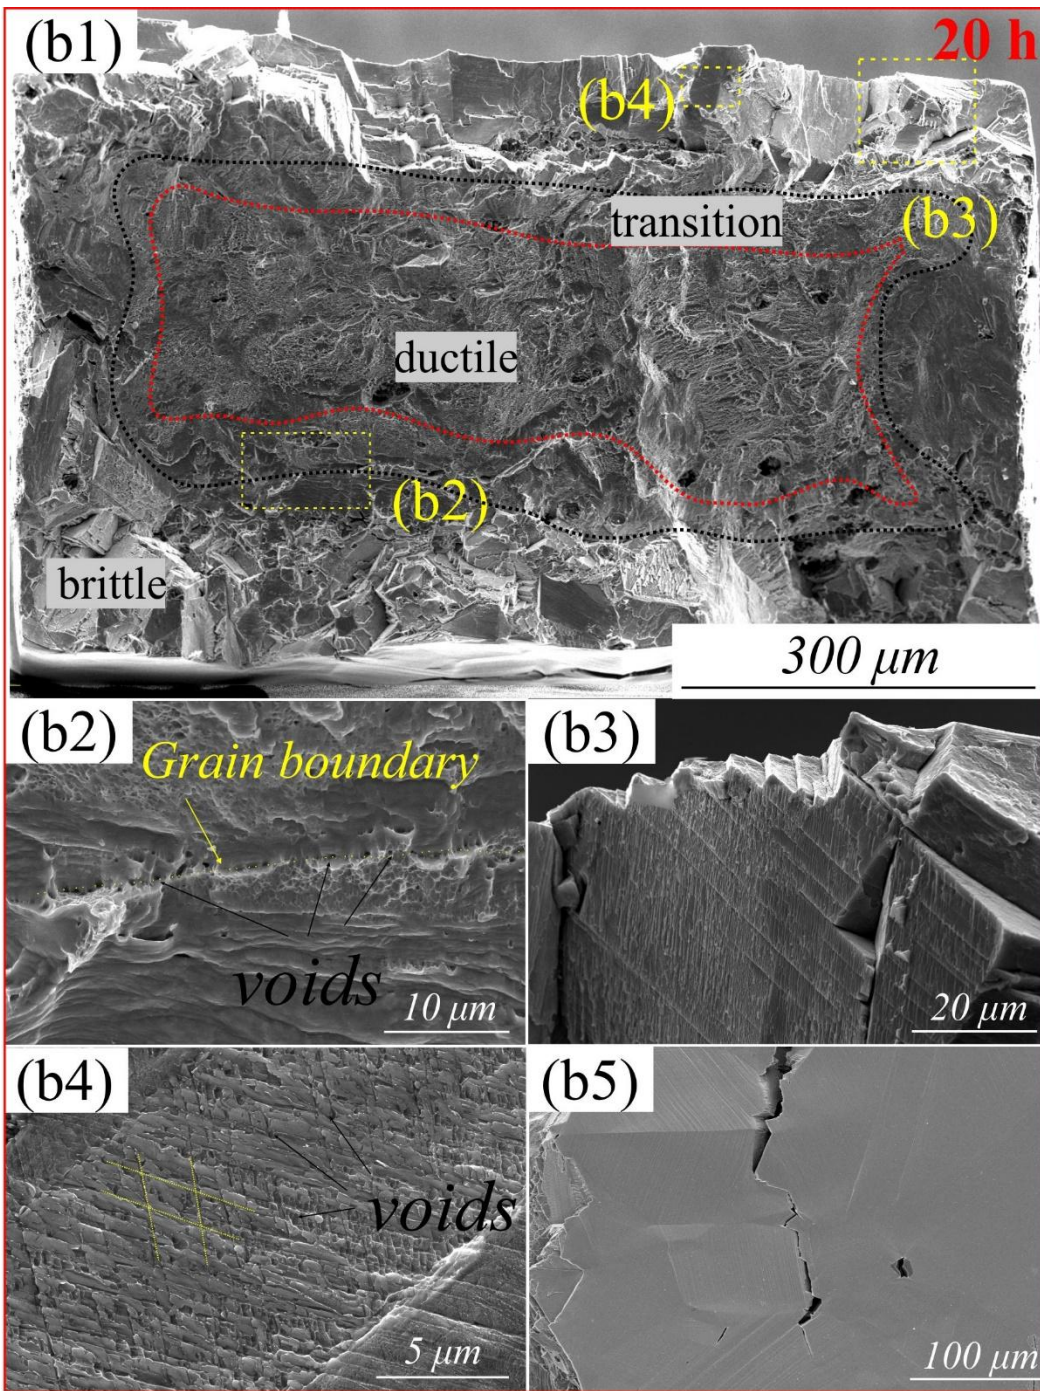 (b1)
20 h
(b4)
transition
(b3)
ductile
(b2)
brittle
300 μm
(b2)
Grain boundary
voids
10 μm
(b3)
20 μm
(b4)
voids
5 μm
(b5)
100 μm